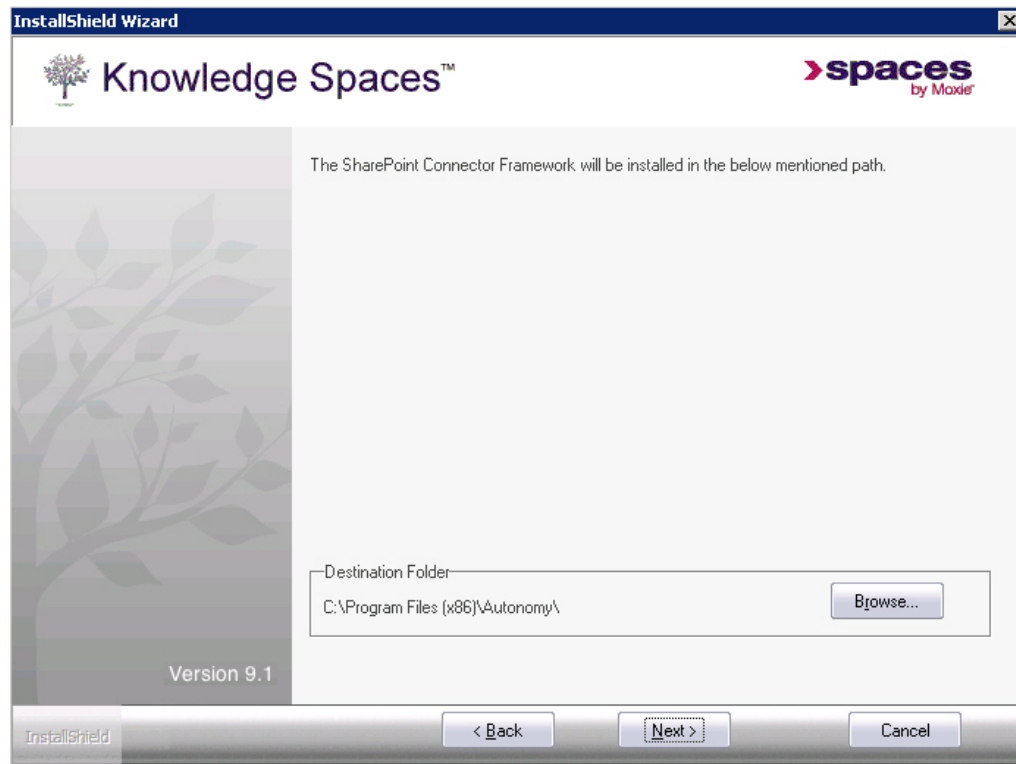 InstallShield Wizard
Knowledge Spaces™
spaces
by Moxie
The SharePoint Connector Framework will be installed in the below mentioned path.
Destination Folder
C:\Program Files (x86)\Autonomy\
Browse...
Version 9.1
InstallShield
< Back
Next >
Cancel